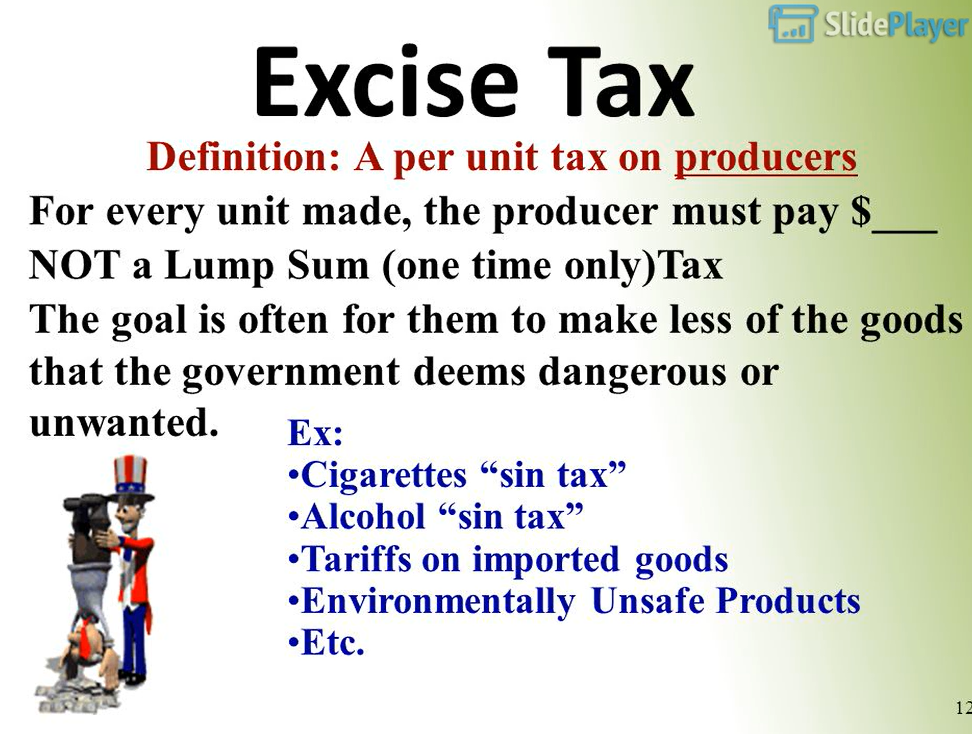 SlidePlayer
Excise Tax
Definition: A per unit tax on producers
For every unit made, the producer must pay $___
NOT a Lump Sum (one time only)Tax
The goal is often for them to make less of the goods
that the government deems dangerous or
unwanted.
Ex:
•Cigarettes “sin tax”
•Alcohol “sin tax”
•Tariffs on imported goods
•Environmentally Unsafe Products
•Etc.
12